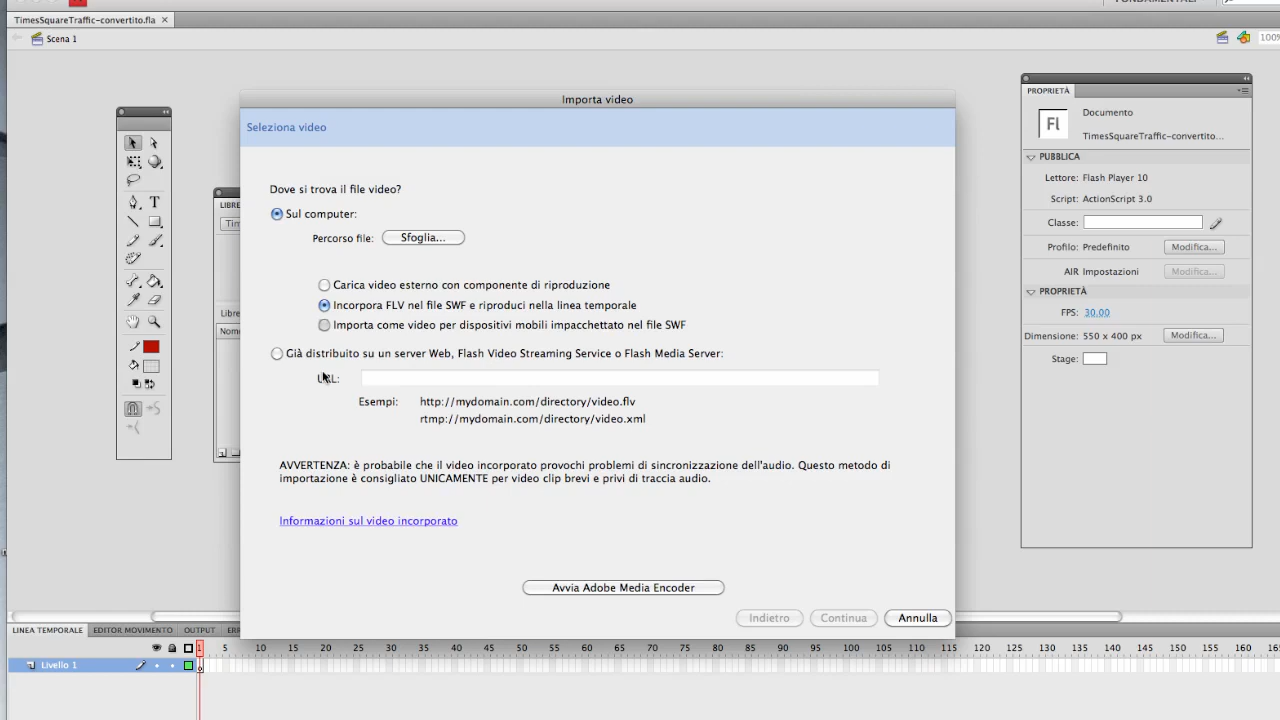 TimesSquareTraffic-convertito.fla
Scena 1
100%
Importa video
Seleziona video
Dove si trova il file video?
Sul computer:
Percorso file: Sfoglia...
Carica video esterno con componente di riproduzione
Incorpora FLV nel file SWF e riproduci nella linea temporale
Importa come video per dispositivi mobili impacchettato nel file SWF
Già distribuito su un server Web, Flash Video Streaming Service o Flash Media Server:
URL:
Esempi: http://mydomain.com/directory/video.flv
rtmp://mydomain.com/directory/video.xml
AVVERTENZA: è probabile che il video incorporato provochi problemi di sincronizzazione dell'audio. Questo metodo di
importazione è consigliato UNICAMENTE per video clip brevi e privi di traccia audio.
Informazioni sul video incorporato
Avvia Adobe Media Encoder
Indietro Continua Annulla
LIBRE
Tim
Libre
Nome
PROPRIETÀ
Fl
Documento
TimesSquareTraffic-convertito...
PUBBLICA
Lettore: Flash Player 10
Script: ActionScript 3.0
Classe:
Profilo: Predefinito Modifica...
AIR Impostazioni Modifica...
PROPRIETÀ
FPS: 30.00
Dimensione: 550 x 400 px Modifica...
Stage:
LINEA TEMPORALE EDITOR MOVIMENTO OUTPUT ERR
1 5 10 15 20 25 30 35 40 45 50 55 60 65 70 75 80 85 90 95 100 105 110 115 120 125 130 135 140 145 150 155 160 165
Livello 1